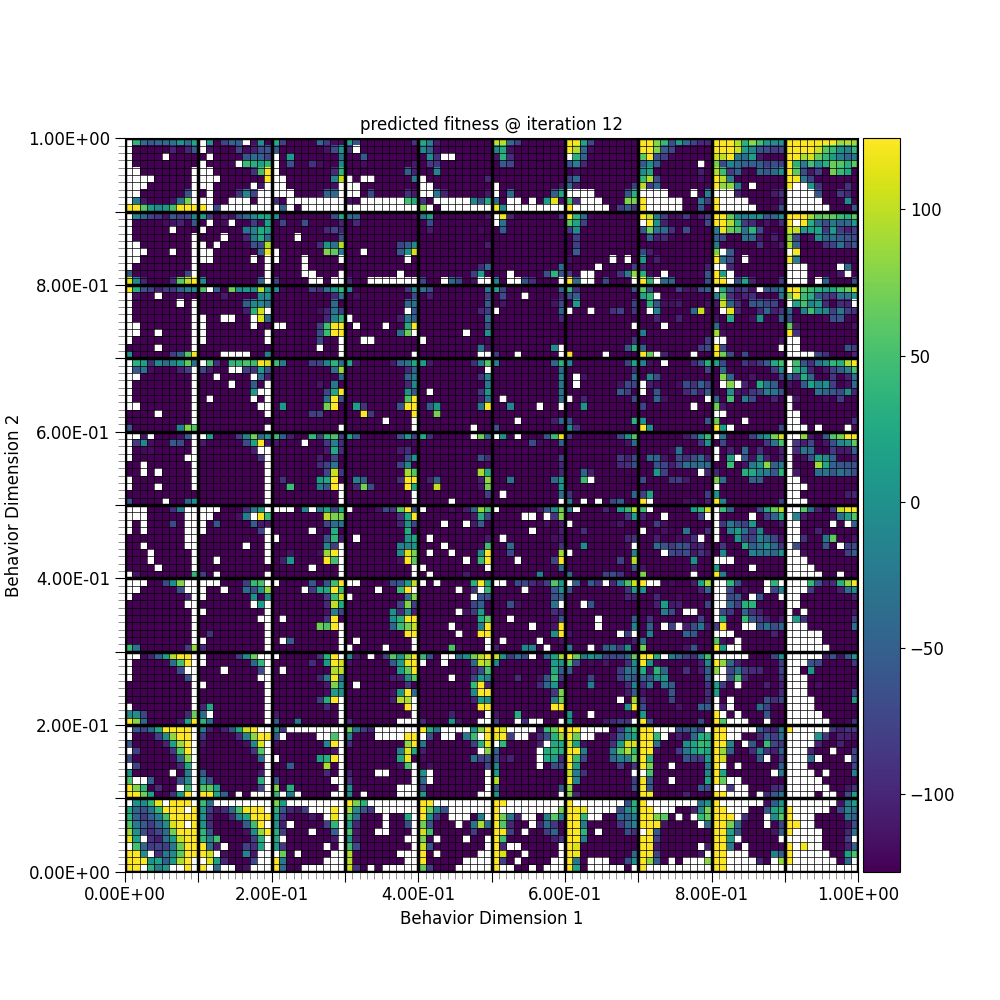 predicted fitness @ iteration 12
1.00E+00
8.00E-01
6.00E-01
4.00E-01
2.00E-01
0.00E+00
Behavior Dimension 2
0.00E+00 2.00E-01 4.00E-01 6.00E-01 8.00E-01 1.00E+00
Behavior Dimension 1
100
50
0
−50
−100